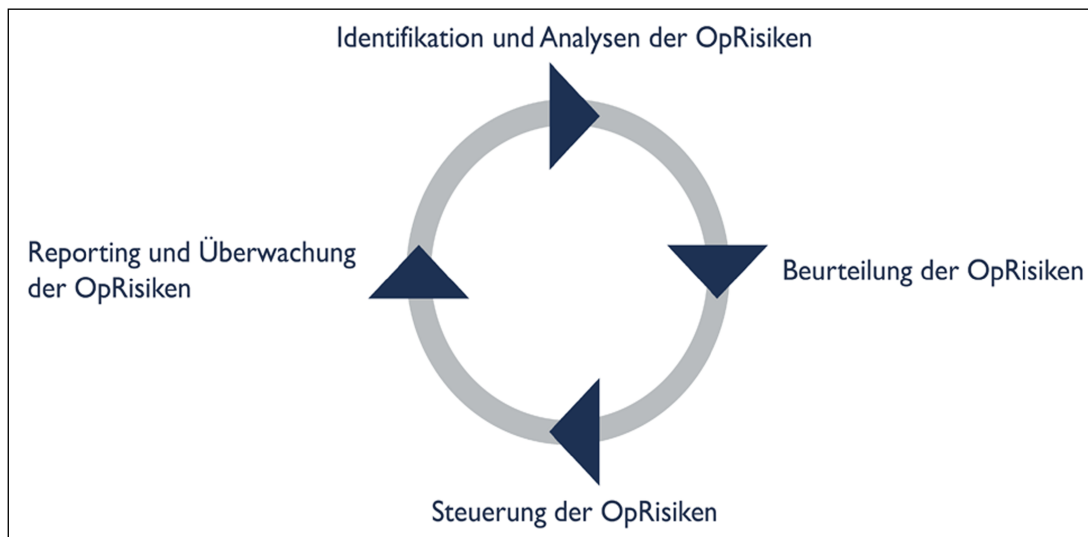 Identifikation und Analysen der OpRisiken
Reporting und Überwachung
der OpRisiken
Beurteilung der OpRisiken
Steuerung der OpRisiken